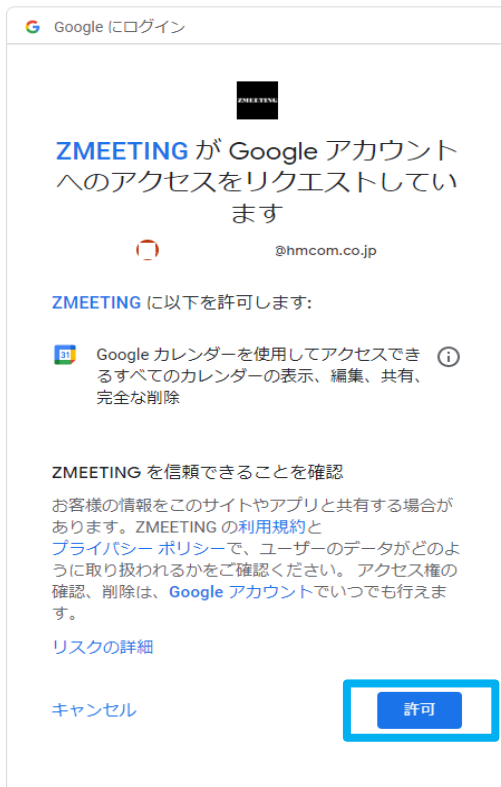 Google にログイン
ZMEETING
ZMEETING が Google アカウント
へのアクセスをリクエストしてい
ます
@hmcom.co.jp
ZMEETING に以下を許可します:
31
Google カレンダーを使用してアクセスでき
るすべてのカレンダーの表示、編集、共有、
完全な削除
ZMEETING を信頼できることを確認
お客様の情報をこのサイトやアプリと共有する場合が
あります。ZMEETING の利用規約と
プライバシー ポリシーで、ユーザーのデータがどのよ
うに取り扱われるかをご確認ください。 アクセス権の
確認、削除は、Google アカウントでいつでも行えま
す。
リスクの詳細
キャンセル
許可